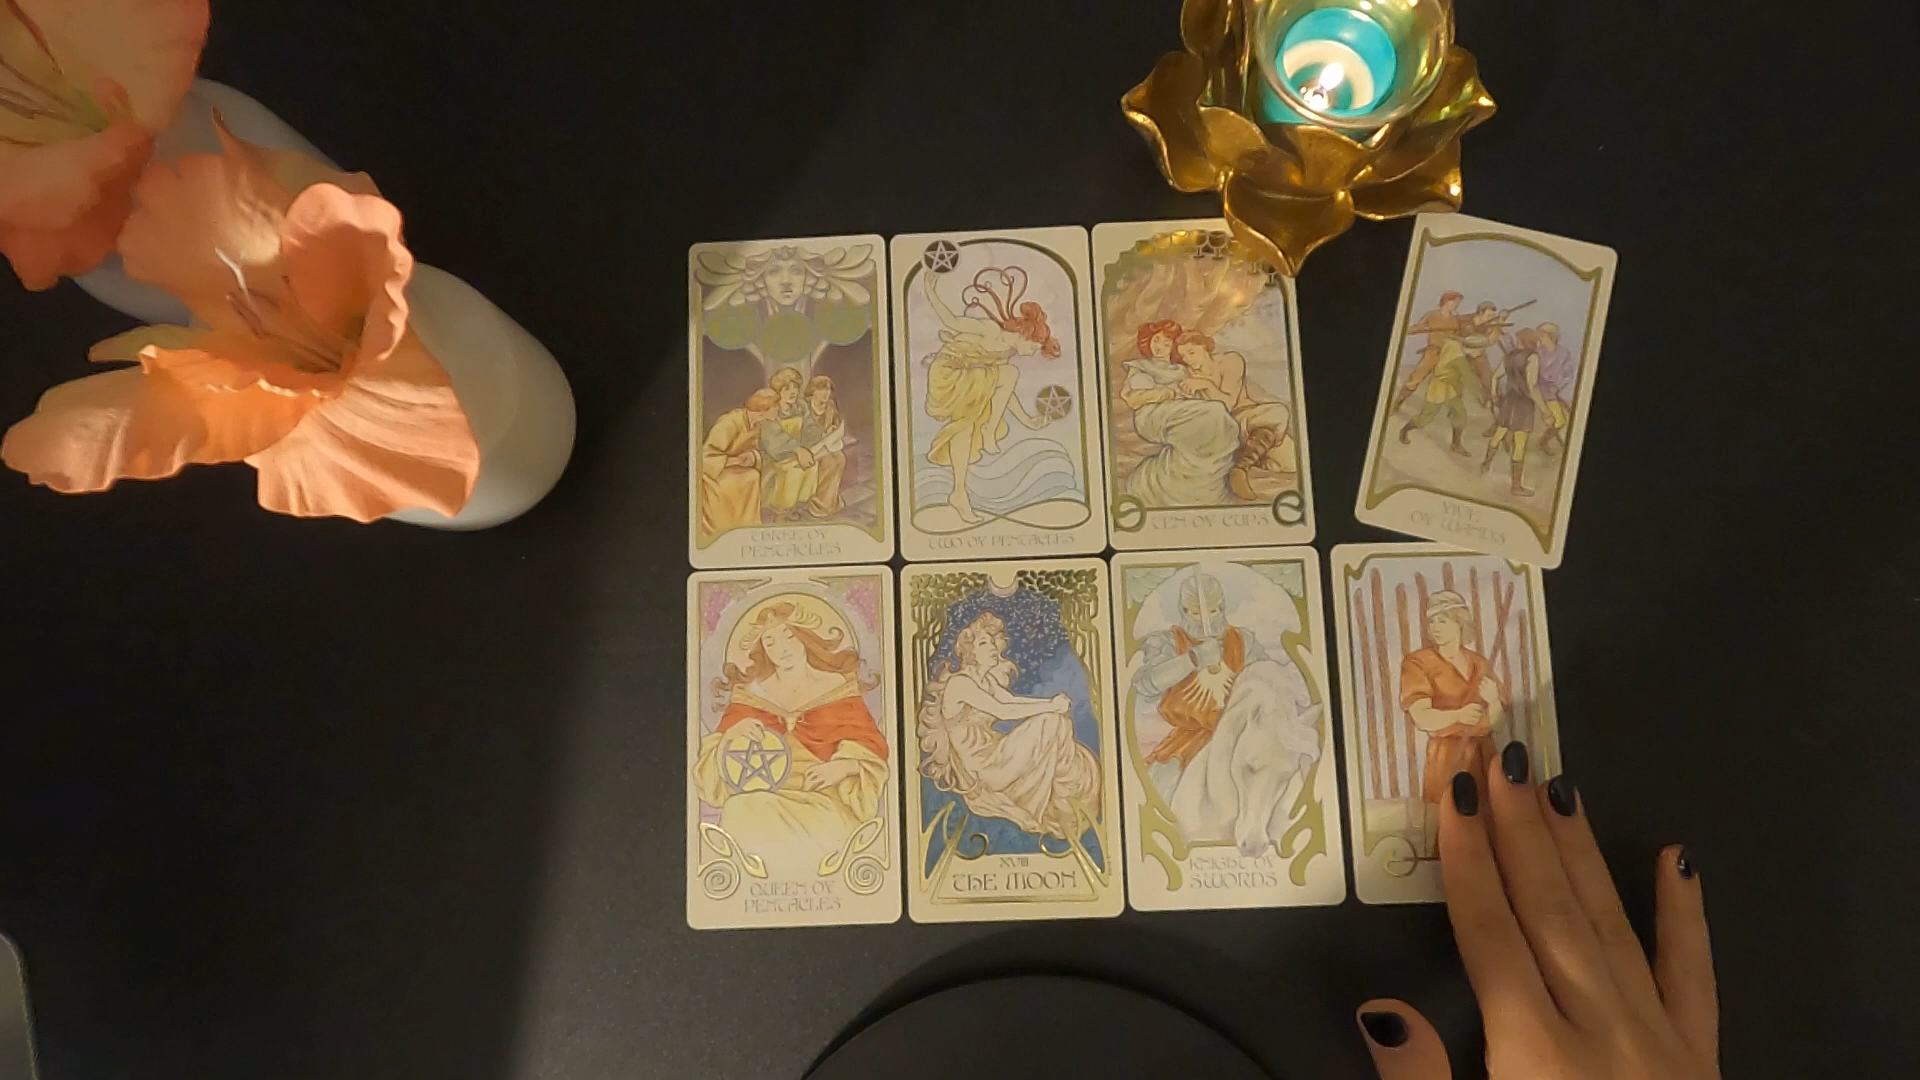 THREE OF
PENTACLES
TWO OF PENTACLES
TEN OF CUPS
FIVE
OF WANDS
QUEEN OF
PENTACLES
XVIII
THE MOON
KNIGHT OF
SWORDS